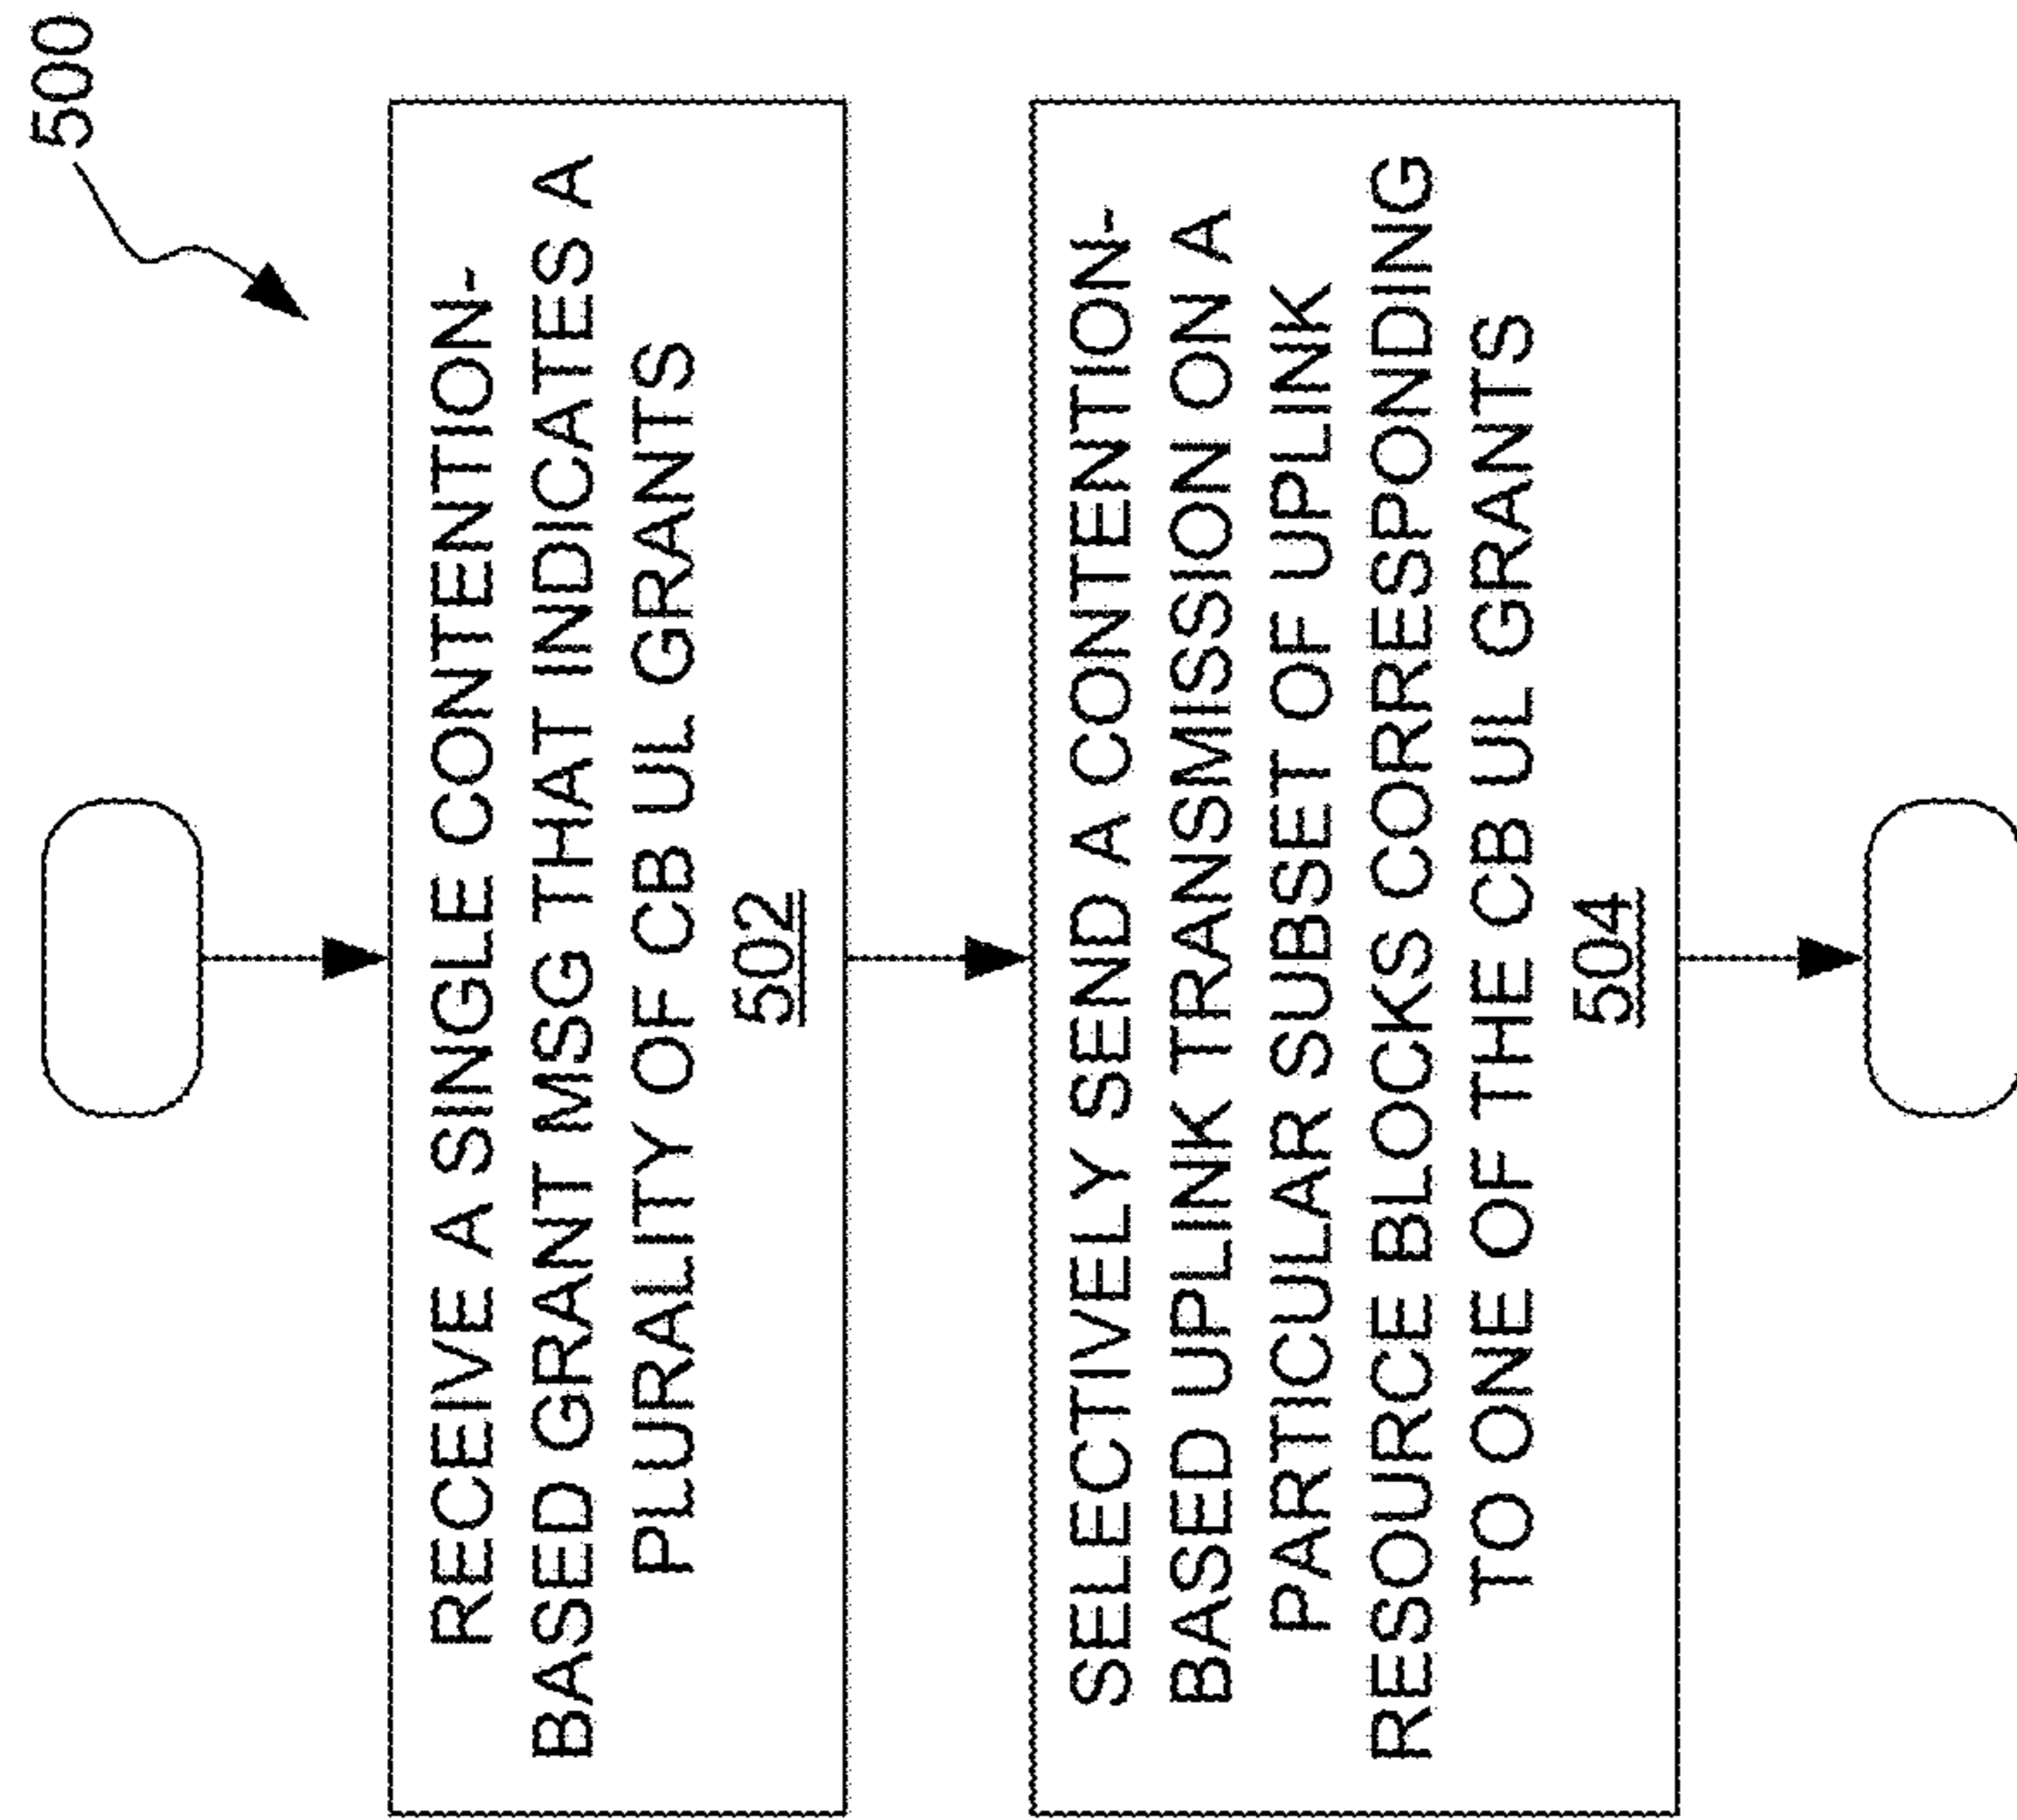 500
RECEIVE A SINGLE CONTENTION-
BASED GRANT MSG THAT INDICATES A
PLURALITY OF CB UL GRANTS
502
SELECTIVELY SEND A CONTENTION-
BASED UPLINK TRANSMISSION ON A
PARTICULAR SUBSET OF UPLINK
RESOURCE BLOCKS CORRESPONDING
TO ONE OF THE CB UL GRANTS
504